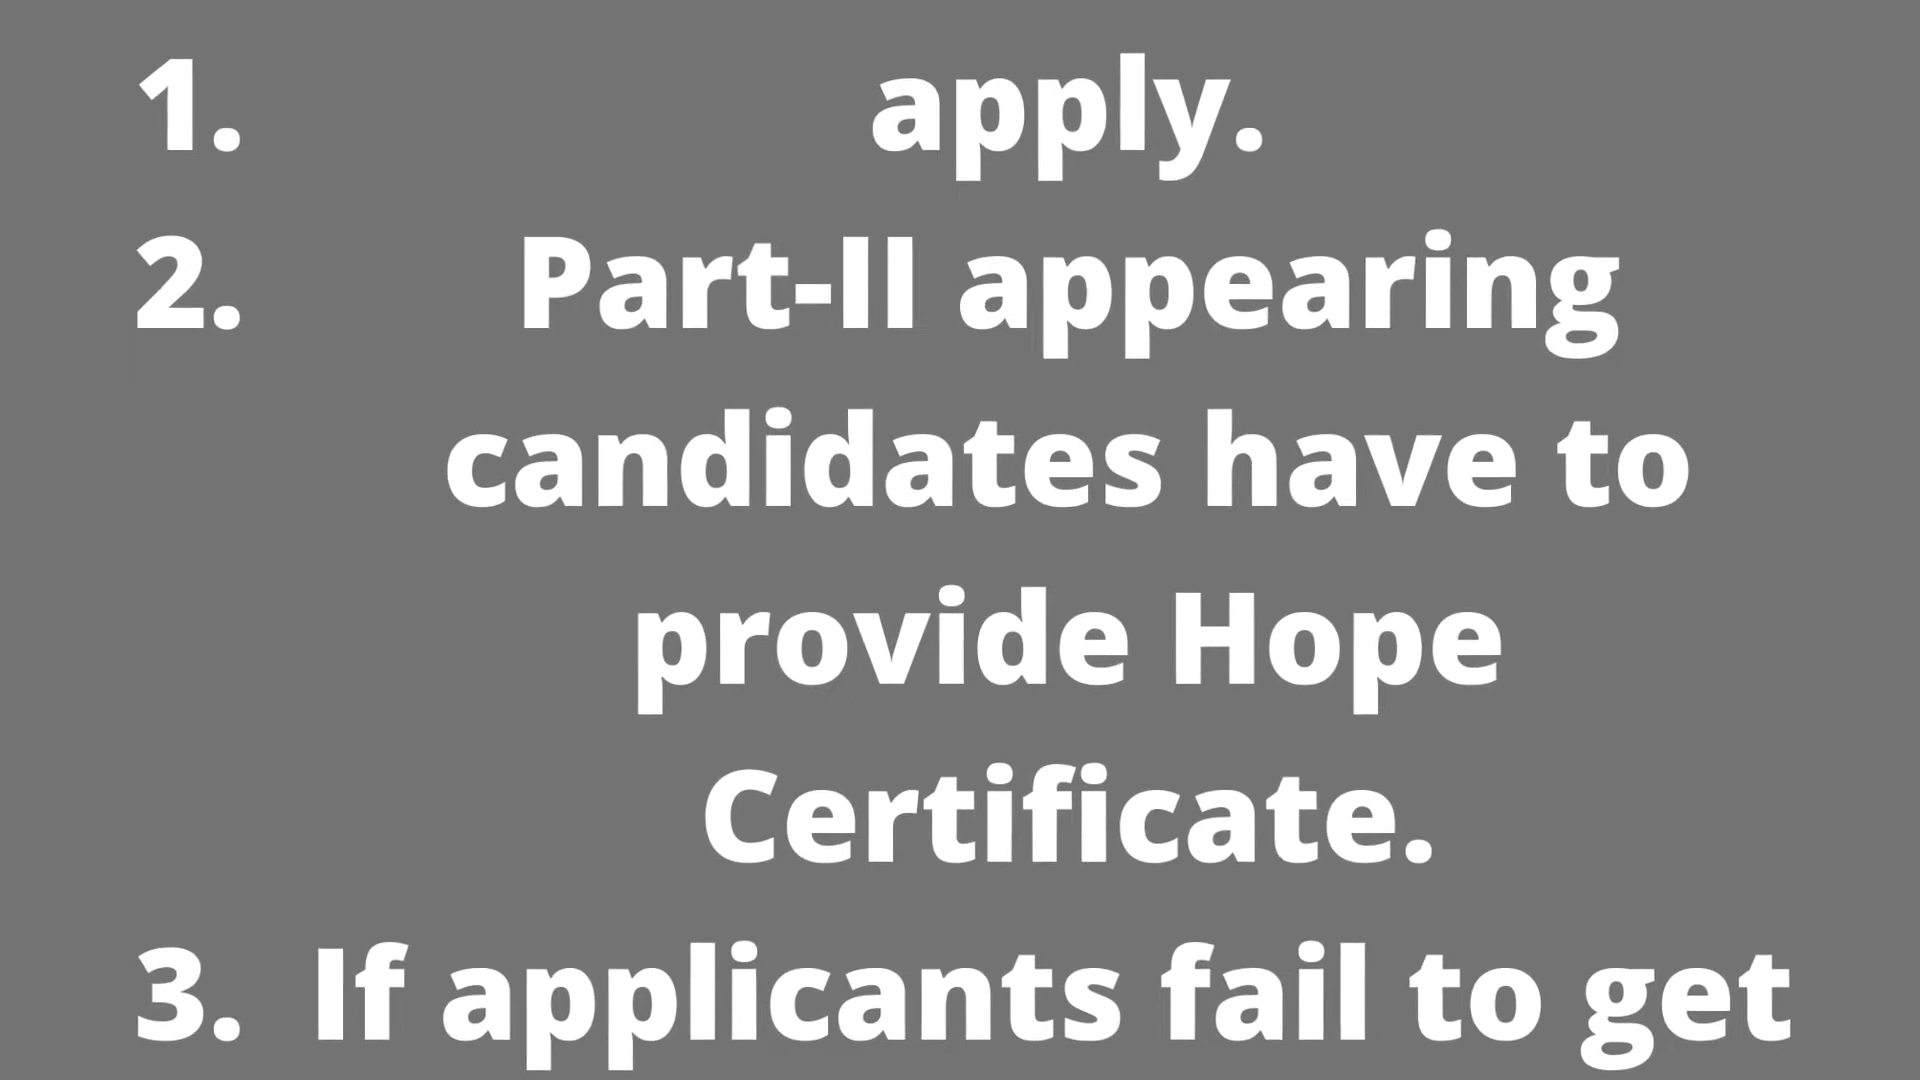 1. apply.
2. Part-II appearing
candidates have to
provide Hope
Certificate.
3. If applicants fail to get